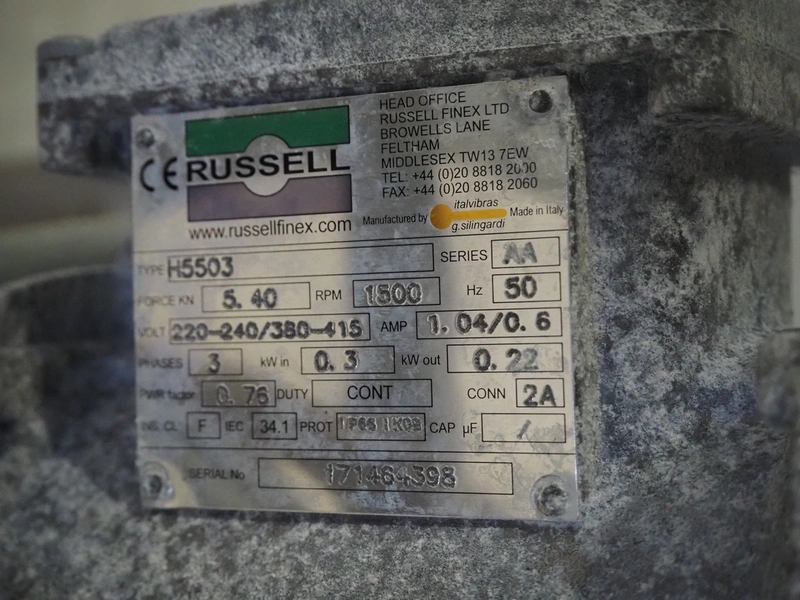 HEAD OFFICE
RUSSELL FINEX LTD
BROWELLS LANE
FELTHAM
MIDDLESEX TW13 7EW
TEL: +44 (0)20 8818 2000
FAX: +44 (0)20 8818 2060
CE RUSSELL
www.russellfinex.com
Manufactured by italvibras g.silingardi Made in Italy
TYPE H5503 SERIES AA
FORCE KN 5.40 RPM 1500 Hz 50
VOLT 220-240/380-415 AMP 1.04/0.6
PHASES 3 kW in 0.3 kW out 0.22
PWR factor 0.76 DUTY CONT CONN 2A
INS. CL F IEC 34.1 PROT IP66 IK08 CAP µF /
SERIAL No 171464398